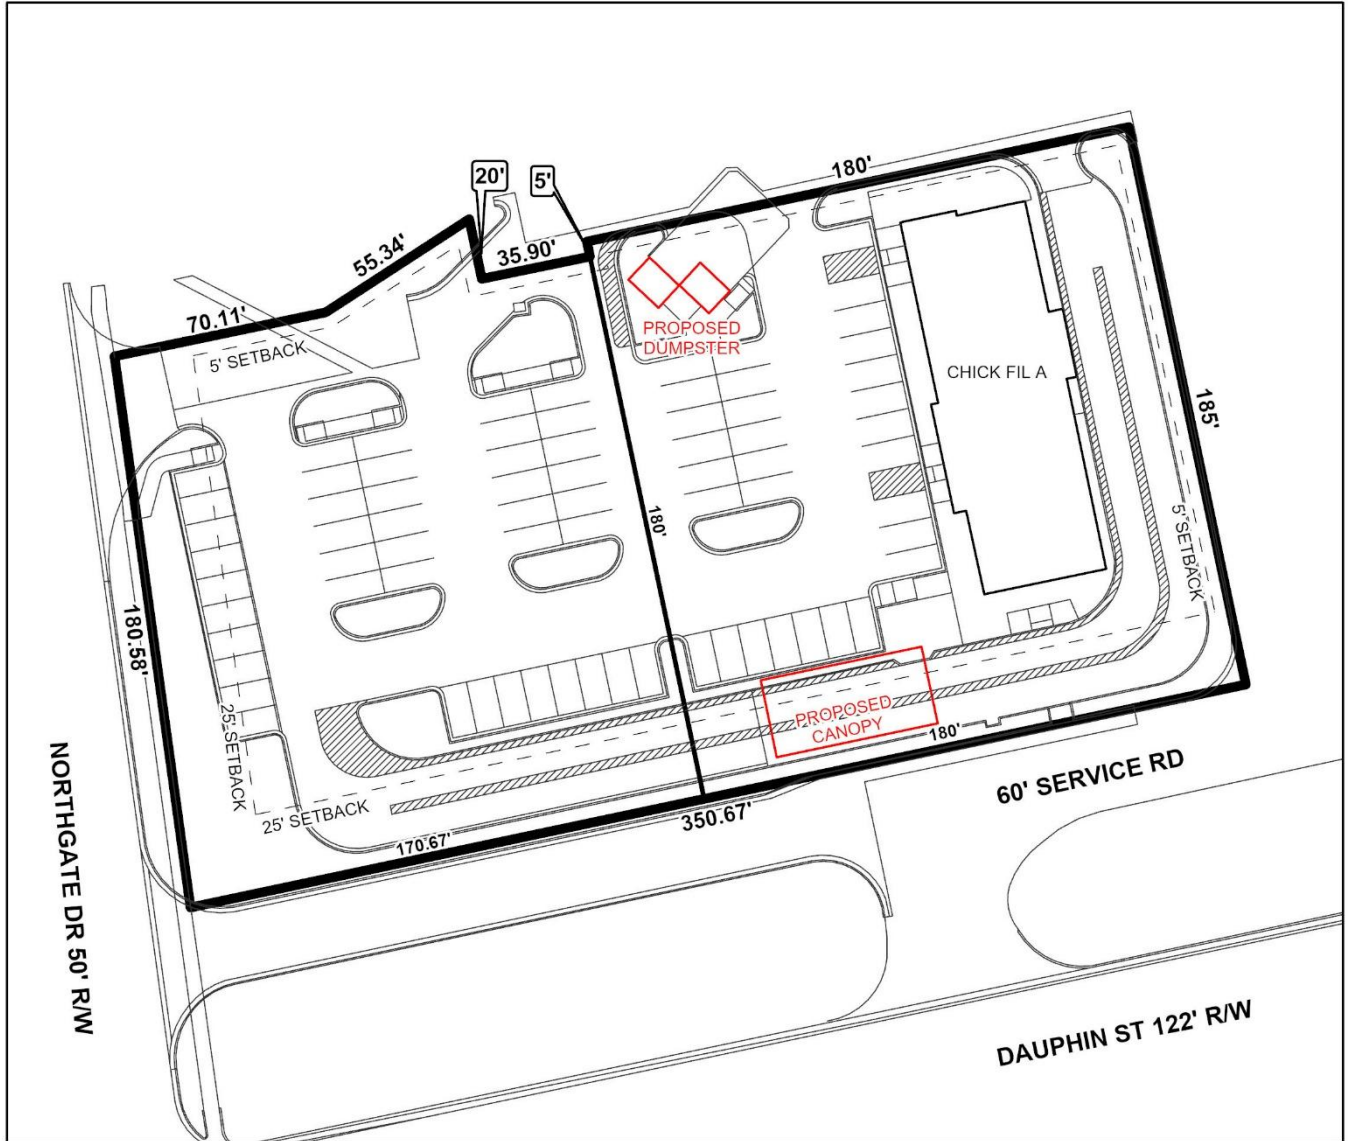 180'
20'
5'
35.90'
55.34'
70.11'
5' SETBACK
PROPOSED
DUMPSTER
CHICK FIL A
185'
180'
5' SETBACK
180.58'
25' SETBACK
PROPOSED
CANOPY
180'
25' SETBACK
170.67'
350.67'
60' SERVICE RD
NORTHGATE DR 50' R/W
DAUPHIN ST 122' R/W